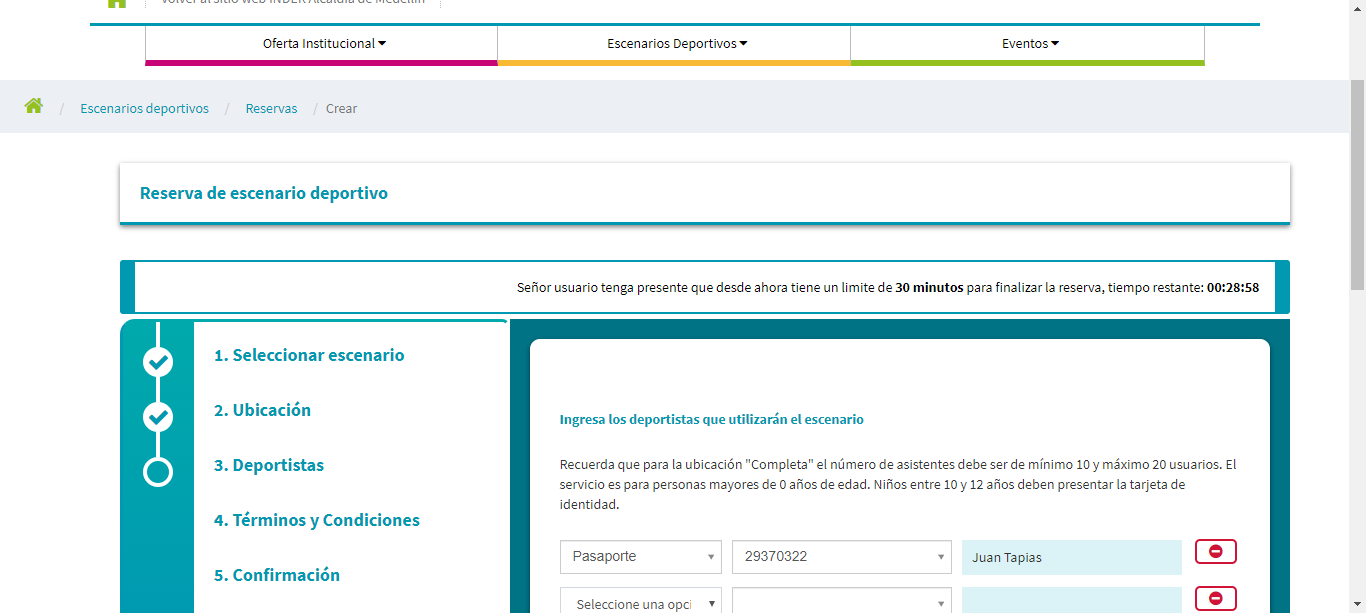 Volver al sitio web INDER Alcaldía de Medellín
Oferta Institucional
Escenarios Deportivos
Eventos
/ Escenarios deportivos / Reservas / Crear
Reserva de escenario deportivo
Señor usuario tenga presente que desde ahora tiene un limite de 30 minutos para finalizar la reserva, tiempo restante: 00:28:58
1. Seleccionar escenario
2. Ubicación
3. Deportistas
4. Términos y Condiciones
5. Confirmación
Ingresa los deportistas que utilizarán el escenario
Recuerda que para la ubicación "Completa" el número de asistentes debe ser de mínimo 10 y máximo 20 usuarios. El
servicio es para personas mayores de 0 años de edad. Niños entre 10 y 12 años deben presentar la tarjeta de
identidad.
Pasaporte
29370322
Juan Tapias
Seleccione una opci